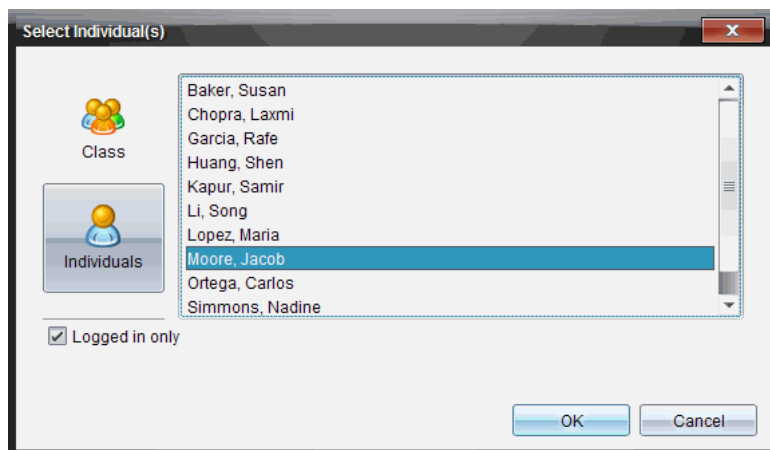 Select Individual(s)
Class
Individuals
Logged in only
Baker, Susan
Chopra, Laxmi
Garcia, Rafe
Huang, Shen
Kapur, Samir
Li, Song
Lopez, Maria
Moore, Jacob
Ortega, Carlos
Simmons, Nadine
OK
Cancel